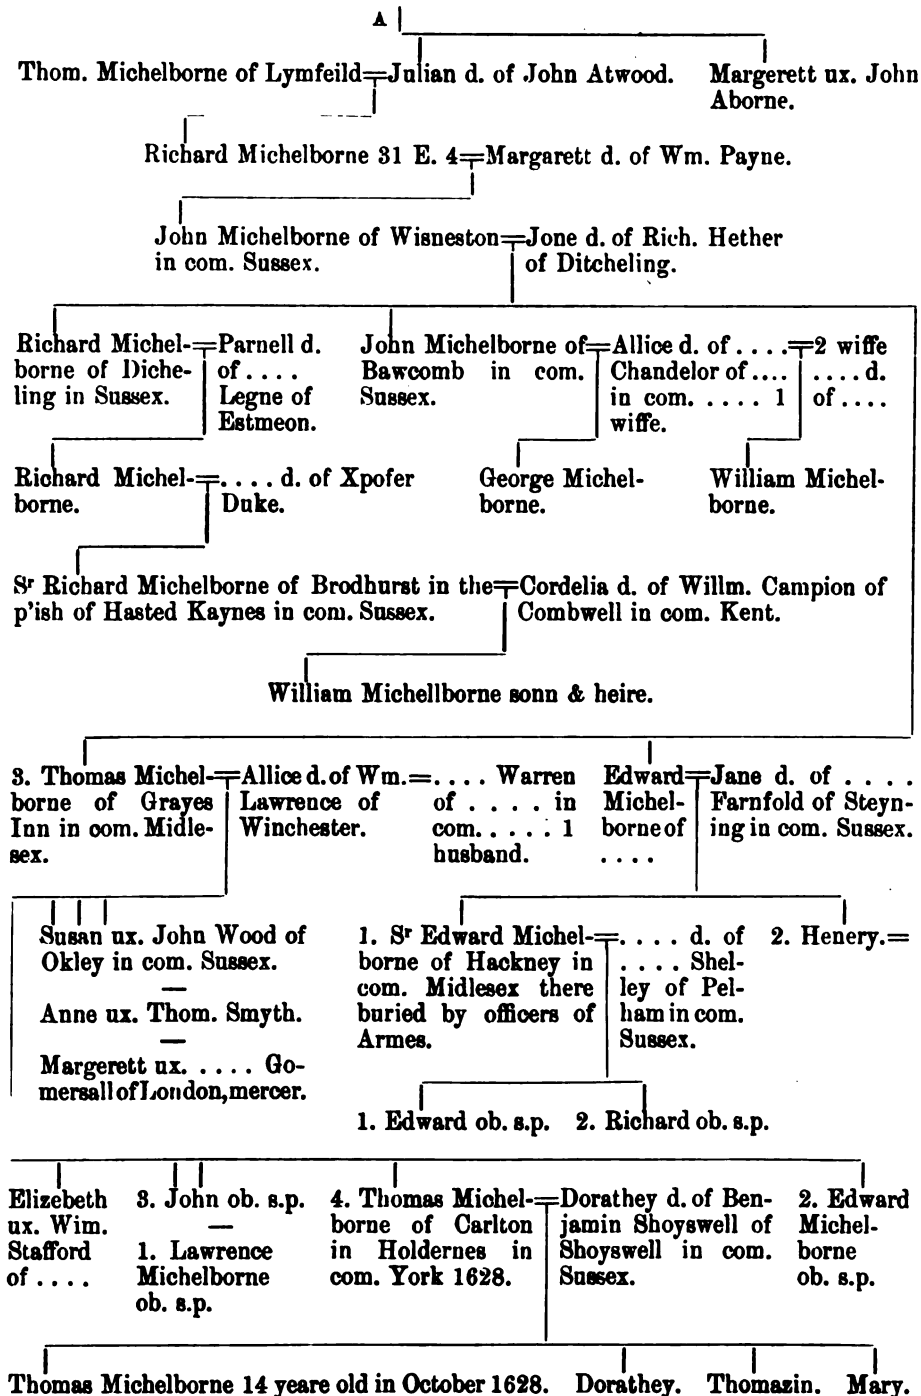 A
Thom. Michelborne of Lymfeild=Julian d. of John Atwood.
Margerett ux. John
Aborne.
Richard Michelborne 31 E. 4=Margarett d. of Wm. Payne.
John Michelborne of Wisneston=Jone d. of Rich. Hether
in com. Sussex.
of Ditcheling.
Richard Michel-=
borne of Diche-
ling in Sussex.
Parnell d.
of ....
Legne of
Estmeon.
John Michelborne of=
Bawcomb in com.
Sussex.
Allice d. of ....=
Chandelor of ....
in com. ..... 1
wiffe.
2 wiffe
.... d.
of ....
Richard Michel-=
borne.
.... d. of Xpofer
Duke.
George Michel-
borne.
William Michel-
borne.
Sr Richard Michelborne of Brodhurst in the=
p'ish of Hasted Kaynes in com. Sussex.
Cordelia d. of Willm. Campion of
Combwell in com. Kent.
William Michellborne sonn & heire.
3. Thomas Michel-=
borne of Grayes
Inn in com. Midle-
sex.
Allice d. of Wm.=
Lawrence of
Winchester.
.... Warren
of ..... in
com. .... 1
husband.
Edward=
Michel-
borne of
....
Jane d. of ....
Farnfold of Steyn-
ing in com. Sussex.
Susan ux. John Wood of
Okley in com. Sussex.
—
Anne ux. Thom. Smyth.
—
Margerett ux. ..... Go-
mersall of London, mercer.
1. Sr Edward Michel-=
borne of Hackney in
com. Midlesex there
buried by officers of
Armes.
.... d. of
.... Shel-
ley of Pel-
ham in com.
Sussex.
2. Henery.=
1. Edward ob. s.p.
2. Richard ob. s.p.
Elizebeth
ux. Wim.
Stafford
of ....
3. John ob. s.p.
—
1. Lawrence
Michelborne
ob. s.p.
4. Thomas Michel-=
borne of Carlton
in Holdernes in
com. York 1628.
Dorathey d. of Ben-
jamin Shoyswell of
Shoyswell in com.
Sussex.
2. Edward
Michel-
borne
ob. s.p.
Thomas Michelborne 14 yeare old in October 1628.
Dorathey.
Thomazin.
Mary.